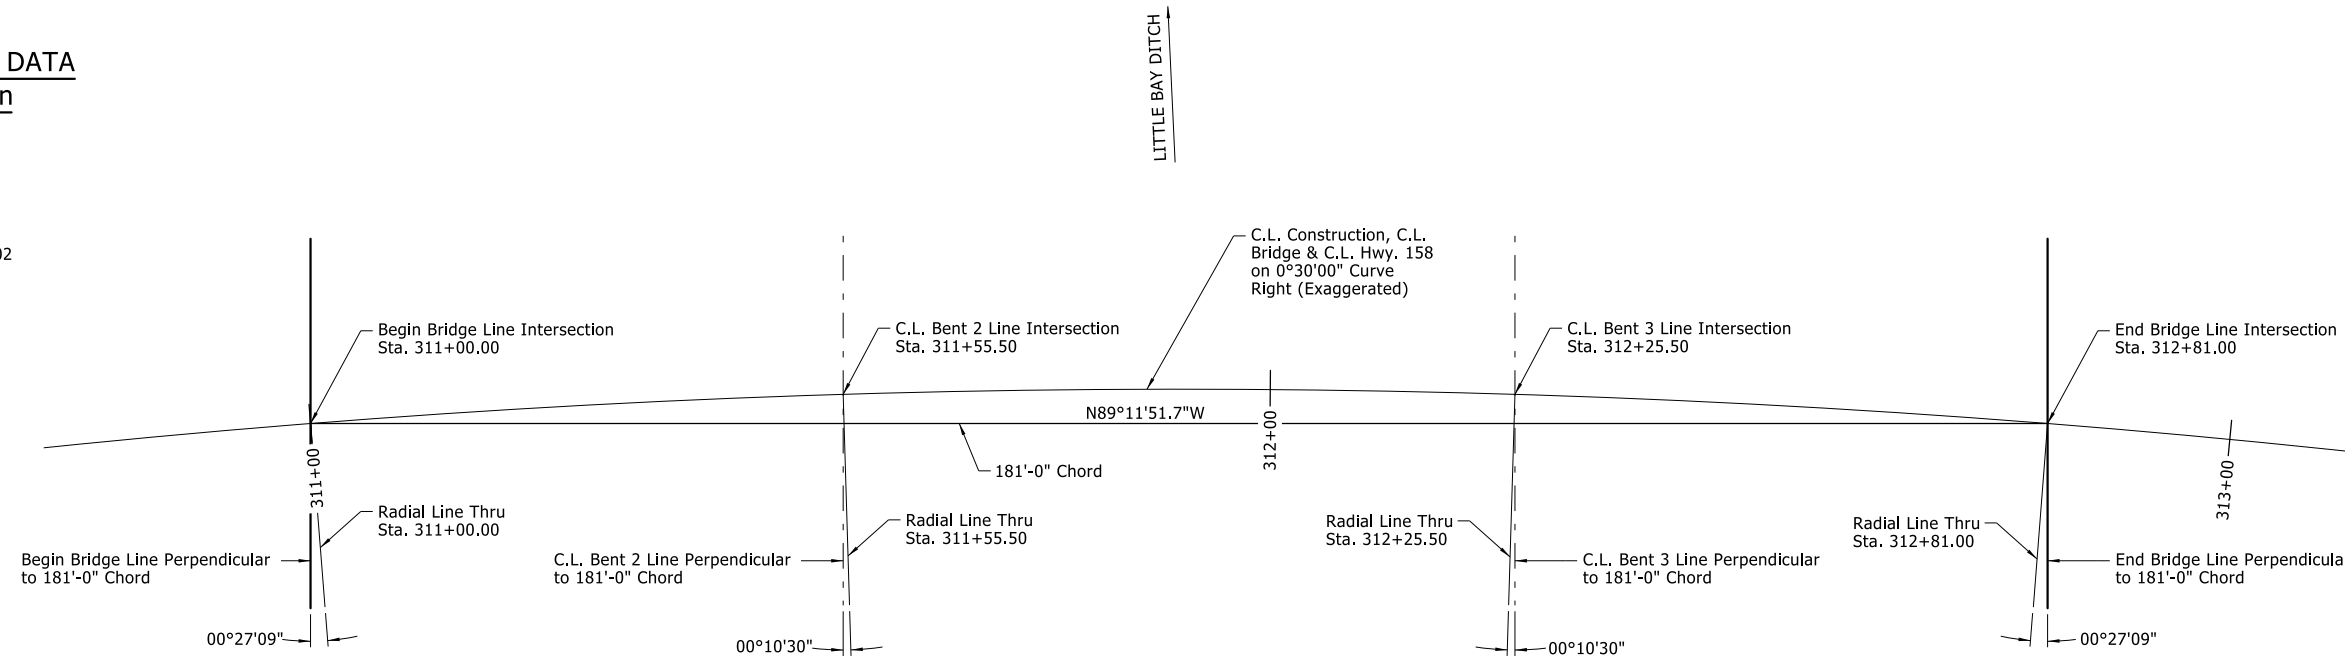 DATA
n
02
LITTLE BAY DITCH
C.L. Construction, C.L.
Bridge & C.L. Hwy. 158
on 0°30'00" Curve
Right (Exaggerated)
Begin Bridge Line Intersection
Sta. 311+00.00
C.L. Bent 2 Line Intersection
Sta. 311+55.50
C.L. Bent 3 Line Intersection
Sta. 312+25.50
End Bridge Line Intersection
Sta. 312+81.00
N89°11'51.7"W
311+00
312+00
313+00
181'-0" Chord
Radial Line Thru
Sta. 311+00.00
Radial Line Thru
Sta. 311+55.50
Radial Line Thru
Sta. 312+25.50
Radial Line Thru
Sta. 312+81.00
Begin Bridge Line Perpendicular
to 181'-0" Chord
C.L. Bent 2 Line Perpendicular
to 181'-0" Chord
C.L. Bent 3 Line Perpendicular
to 181'-0" Chord
End Bridge Line Perpendicula
to 181'-0" Chord
00°27'09"
00°10'30"
00°10'30"
00°27'09"